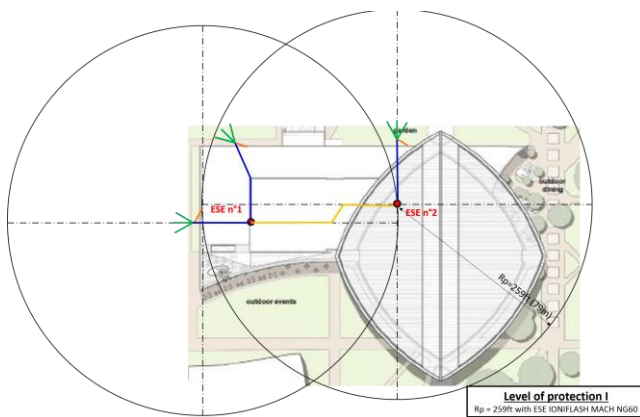 garden
ESE n°1
ESE n°2
outdoor
dining
Rp=259ft (79m)
outdoor events
Level of protection I
Rp = 259ft with ESE IONIFLASH MACH NG60